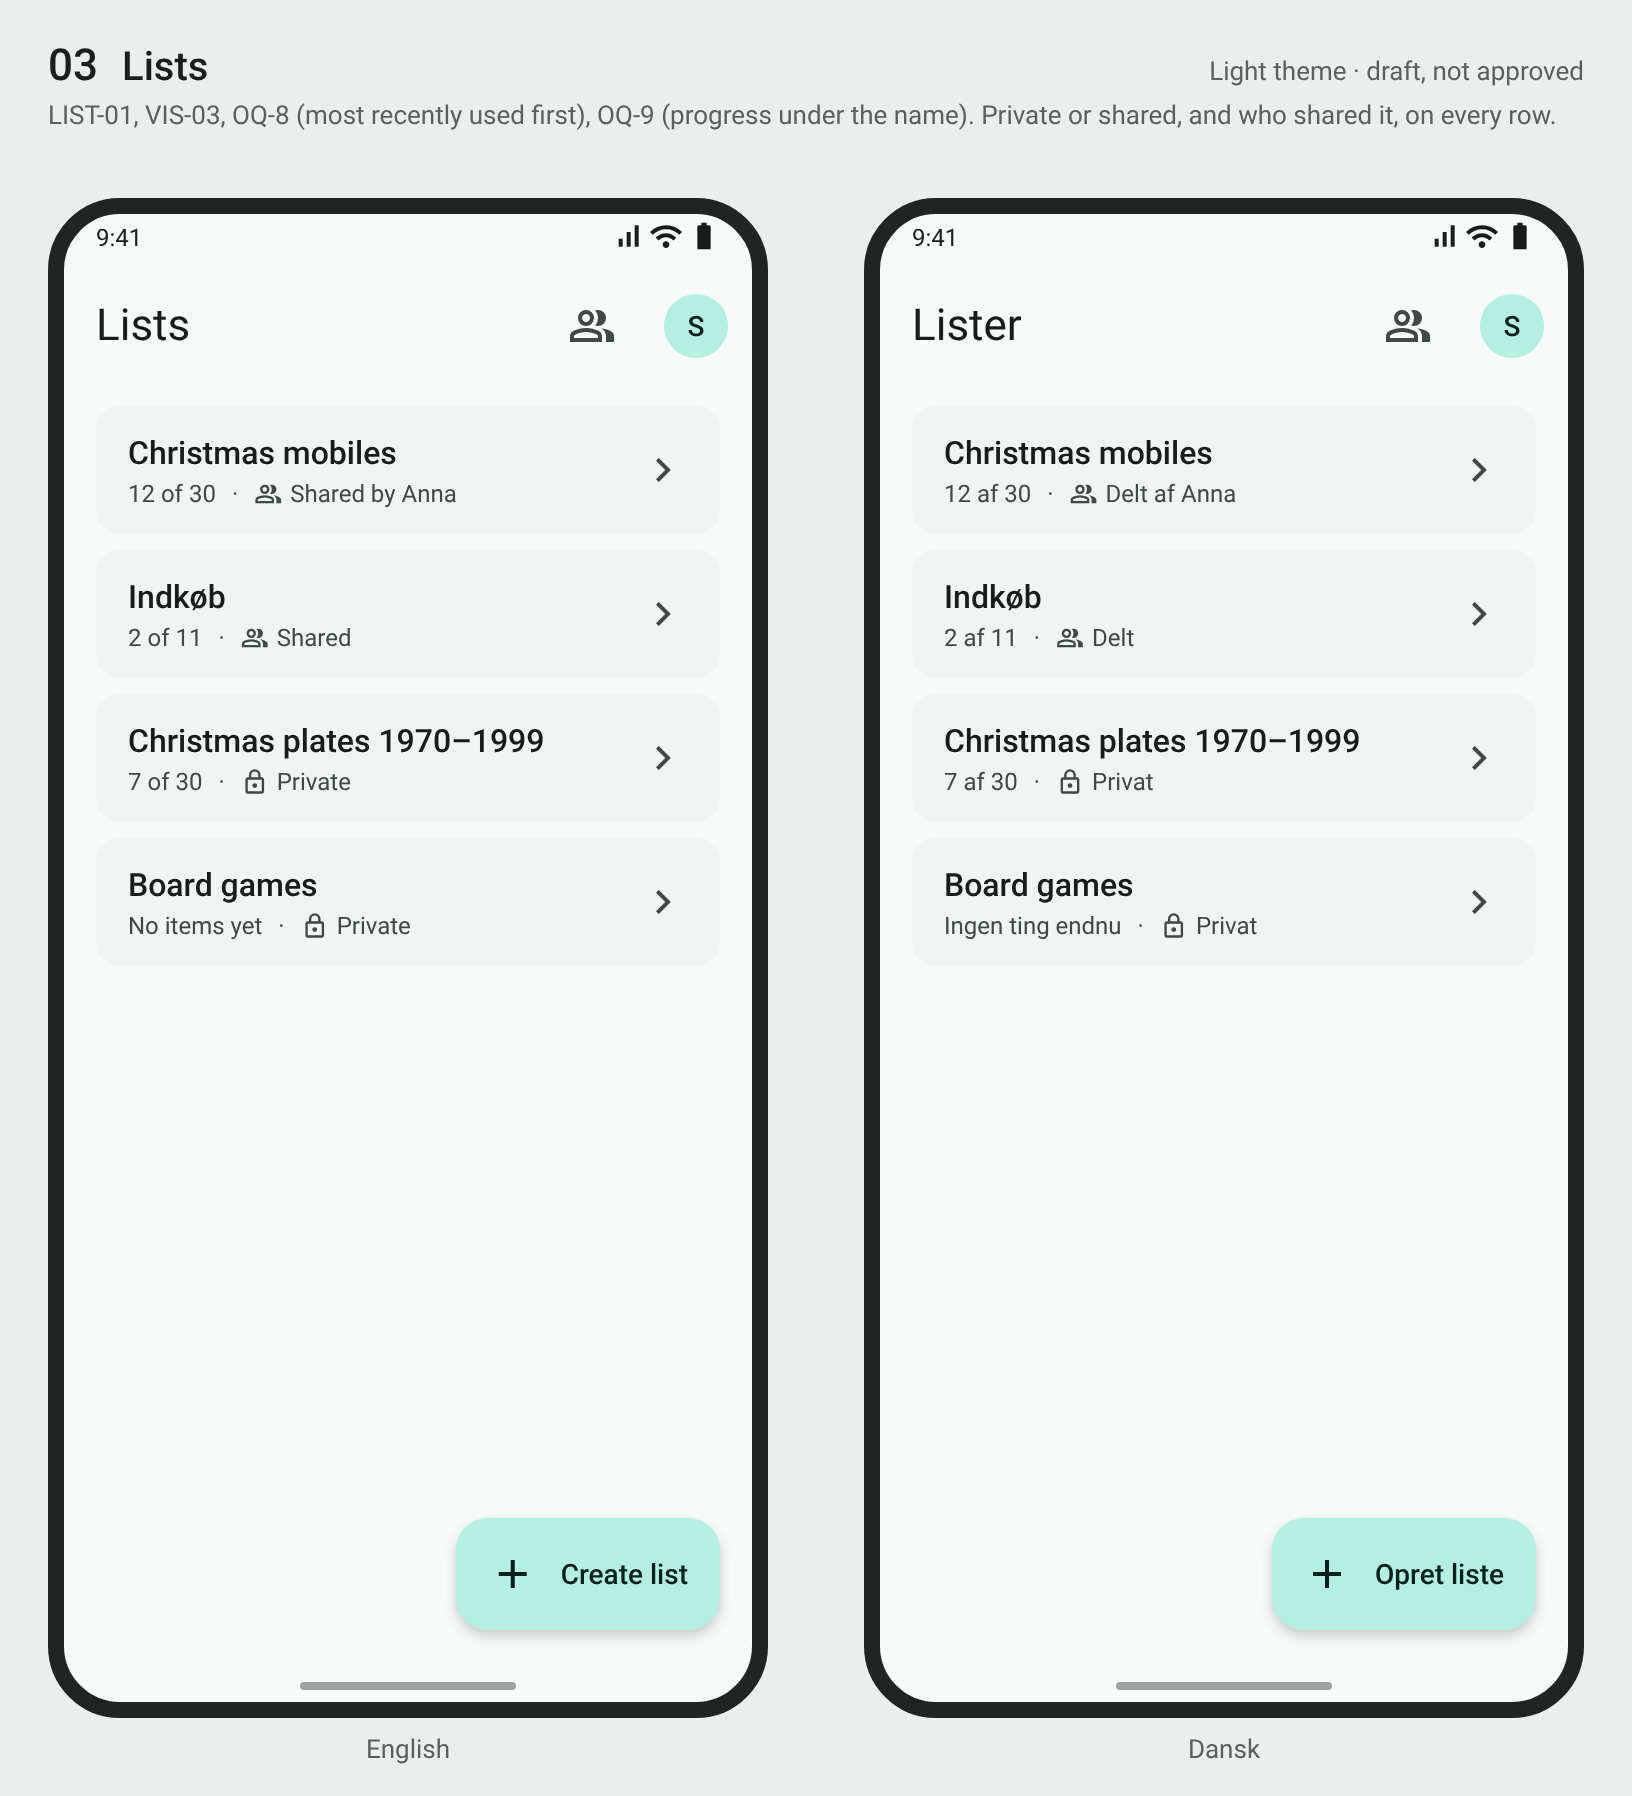 03 Lists
Light theme · draft, not approved
LIST-01, VIS-03, OQ-8 (most recently used first), OQ-9 (progress under the name). Private or shared, and who shared it, on every row.
9:41
Lists
S
Christmas mobiles
12 of 30 · Shared by Anna
Indkøb
2 of 11 · Shared
Christmas plates 1970–1999
7 of 30 · Private
Board games
No items yet · Private
Create list
English
9:41
Lister
S
Christmas mobiles
12 af 30 · Delt af Anna
Indkøb
2 af 11 · Delt
Christmas plates 1970–1999
7 af 30 · Privat
Board games
Ingen ting endnu · Privat
Opret liste
Dansk